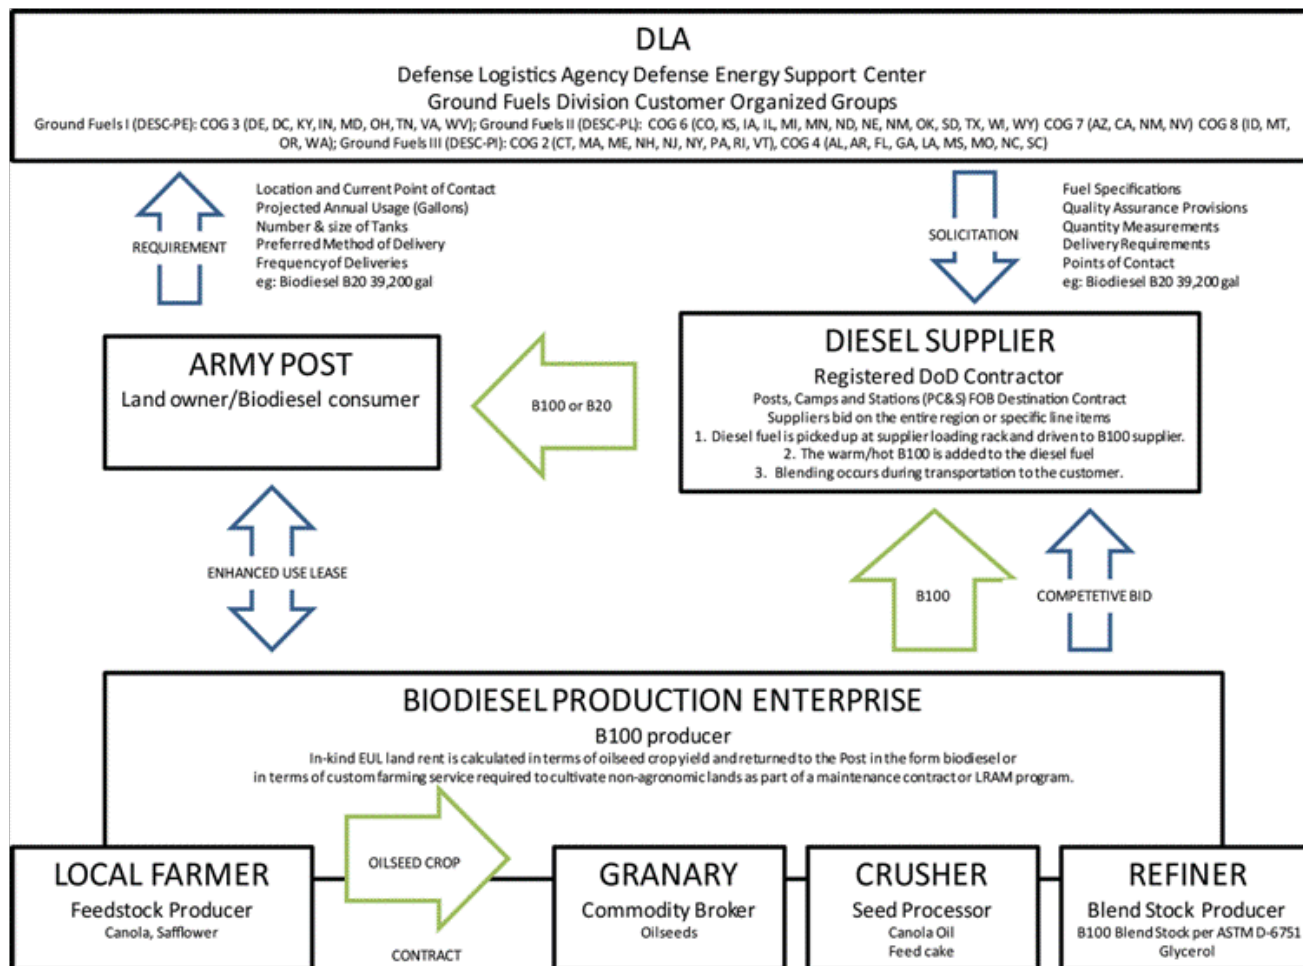 DLA
Defense Logistics Agency Defense Energy Support Center
Ground Fuels Division Customer Organized Groups
Ground Fuels I (DESC-PE): COG 3 (DE, DC, KY, IN, MD, OH, TN, VA, WV); Ground Fuels II (DESC-PL): COG 6 (CO, KS, IA, IL, MI, MN, ND, NE, NM, OK, SD, TX, WI, WY) COG 7 (AZ, CA, NM, NV) COG 8 (ID, MT,
OR, WA); Ground Fuels III (DESC-PI): COG 2 (CT, MA, ME, NH, NJ, NY, PA, RI, VT), COG 4 (AL, AR, FL, GA, LA, MS, MO, NC, SC)
REQUIREMENT
Location and Current Point of Contact
Projected Annual Usage (Gallons)
Number & size of Tanks
Preferred Method of Delivery
Frequency of Deliveries
eg: Biodiesel B20 39,200 gal
SOLICITATION
Fuel Specifications
Quality Assurance Provisions
Quantity Measurements
Delivery Requirements
Points of Contact
eg: Biodiesel B20 39,200 gal
ARMY POST
Land owner/Biodiesel consumer
B100 or B20
DIESEL SUPPLIER
Registered DoD Contractor
Posts, Camps and Stations (PC&S) FOB Destination Contract
Suppliers bid on the entire region or specific line items
1. Diesel fuel is picked up at supplier loading rack and driven to B100 supplier.
2. The warm/hot B100 is added to the diesel fuel
3. Blending occurs during transportation to the customer.
ENHANCED USE LEASE
B100
COMPETETIVE BID
BIODIESEL PRODUCTION ENTERPRISE
B100 producer
In-kind EUL land rent is calculated in terms of oilseed crop yield and returned to the Post in the form biodiesel or
in terms of custom farming service required to cultivate non-agronomic lands as part of a maintenance contract or LRAM program.
LOCAL FARMER
Feedstock Producer
Canola, Safflower
OILSEED CROP
CONTRACT
GRANARY
Commodity Broker
Oilseeds
CRUSHER
Seed Processor
Canola Oil
Feed cake
REFINER
Blend Stock Producer
B100 Blend Stock per ASTM D-6751
Glycerol